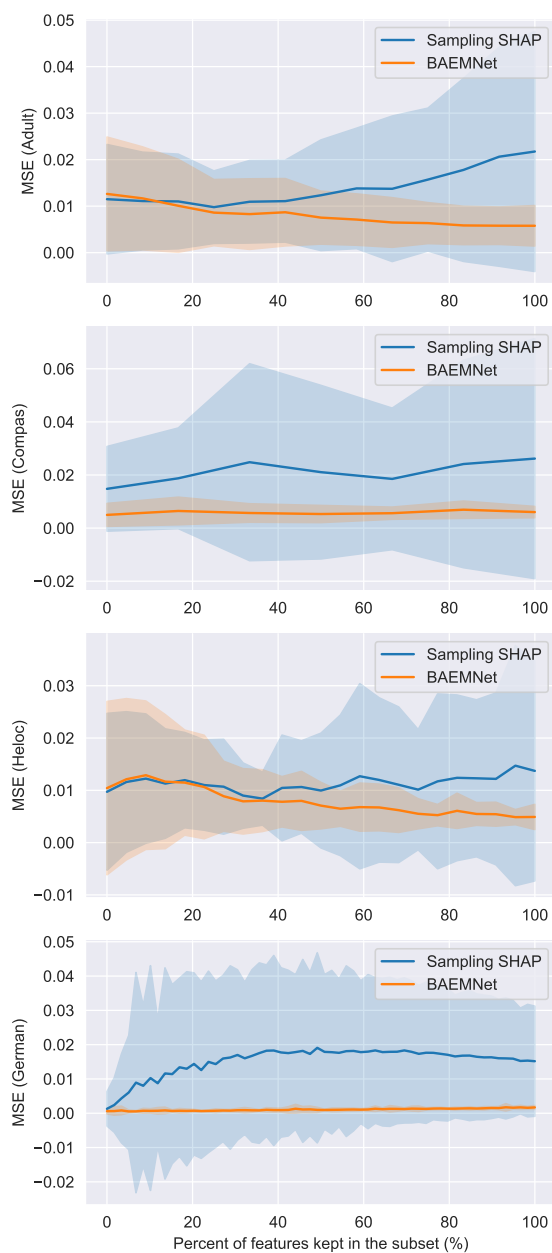 0.05
Sampling SHAP
BAEMNet
0.04
0.03
0.02
0.01
0.00
MSE (Adult)
0 20 40 60 80 100
Sampling SHAP
BAEMNet
0.06
0.04
0.02
0.00
−0.02
MSE (Compas)
0 20 40 60 80 100
Sampling SHAP
BAEMNet
0.03
0.02
0.01
0.00
−0.01
MSE (Heloc)
0 20 40 60 80 100
0.05
Sampling SHAP
BAEMNet
0.04
0.03
0.02
0.01
0.00
−0.01
−0.02
MSE (German)
0 20 40 60 80 100
Percent of features kept in the subset (%)